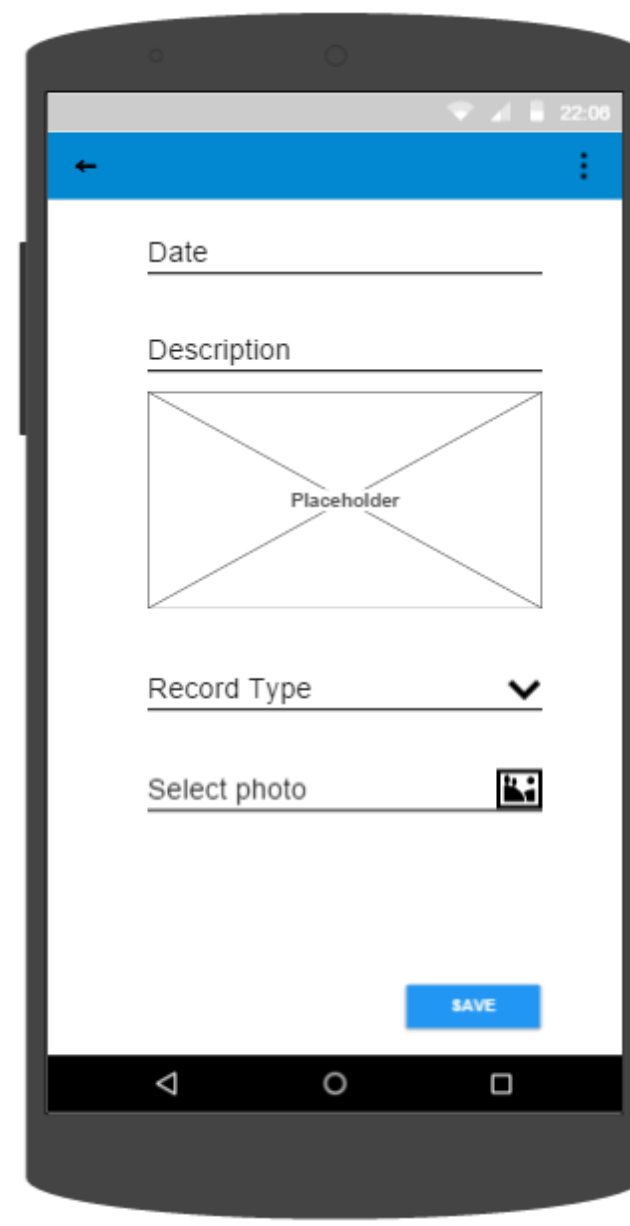 22:06
Date
Description
Placeholder
Record Type
Select photo
SAVE